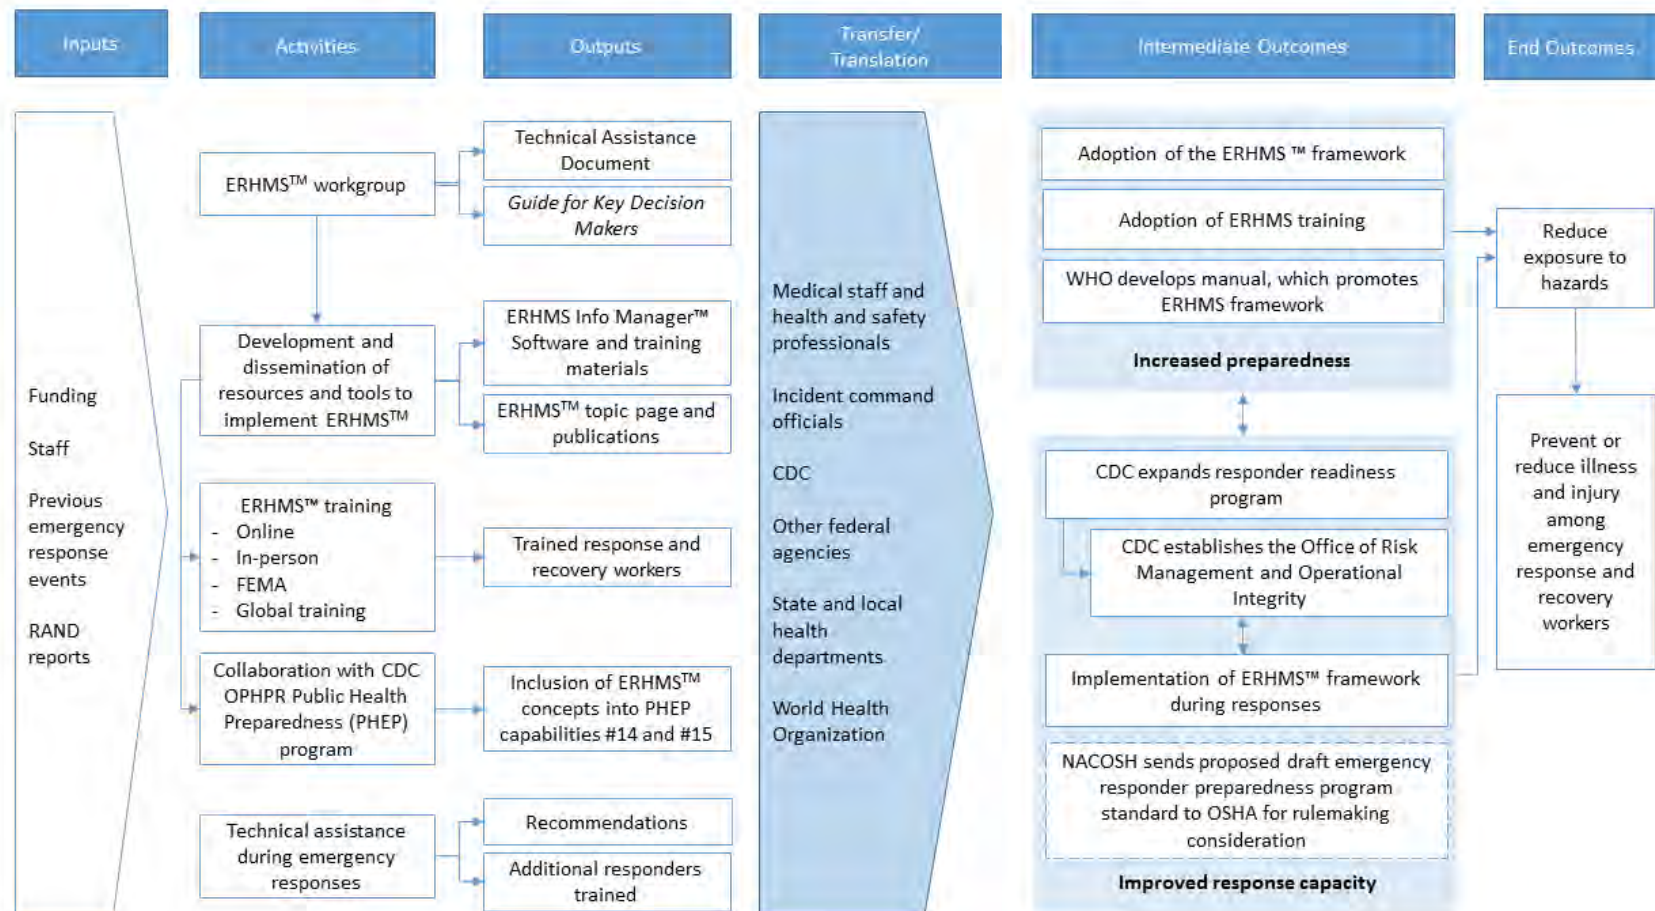 Inputs
Activities
Outputs
Transfer/
Translation
Intermediate Outcomes
End Outcomes
Funding
Staff
Previous
emergency
response
events
RAND
reports
ERHMS™ workgroup
Development and
dissemination of
resources and tools to
implement ERHMS™
ERHMS™ training
- Online
- In-person
- FEMA
- Global training
Collaboration with CDC
OPHPR Public Health
Preparedness (PHEP)
program
Technical assistance
during emergency
responses
Technical Assistance
Document
Guide for Key Decision
Makers
ERHMS Info Manager™
Software and training
materials
ERHMS™ topic page and
publications
Trained response and
recovery workers
Inclusion of ERHMS™
concepts into PHEP
capabilities #14 and #15
Recommendations
Additional responders
trained
Medical staff and
health and safety
professionals
Incident command
officials
CDC
Other federal
agencies
State and local
health
departments
World Health
Organization
Adoption of the ERHMS ™ framework
Adoption of ERHMS training
WHO develops manual, which promotes
ERHMS framework
Increased preparedness
CDC expands responder readiness
program
CDC establishes the Office of Risk
Management and Operational
Integrity
Implementation of ERHMS™ framework
during responses
NACOSH sends proposed draft emergency
responder preparedness program
standard to OSHA for rulemaking
consideration
Improved response capacity
Reduce
exposure to
hazards
Prevent or
reduce illness
and injury
among
emergency
response and
recovery
workers